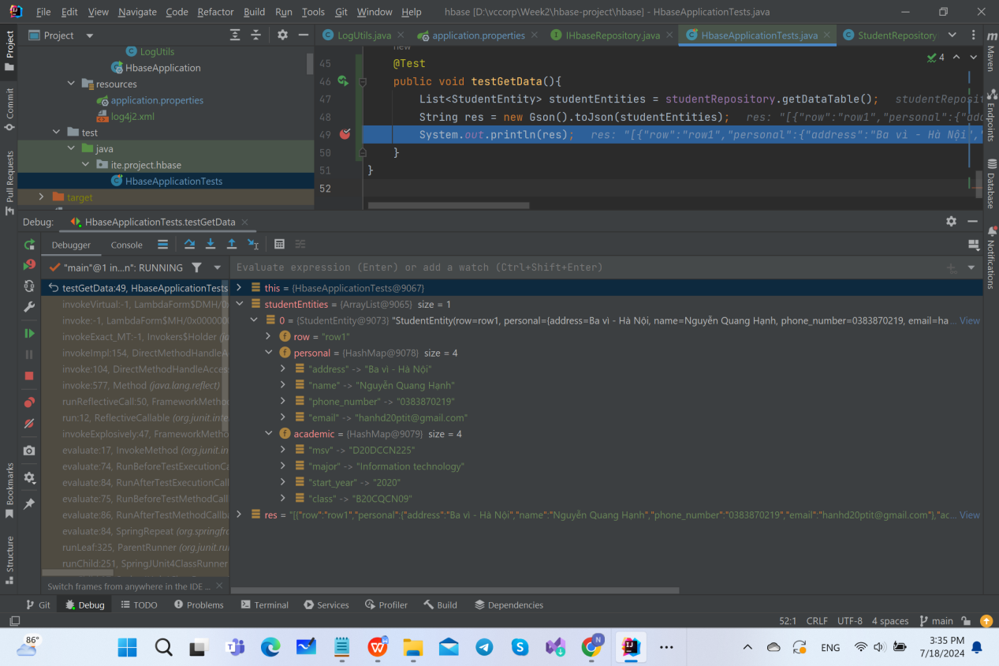 File Edit View Navigate Code Refactor Build Run Tools Git Window Help hbase [D:\vccorp\Week2\hbase-project\hbase] - HbaseApplicationTests.java
Project
LogUtils.java
application.properties
IHbaseRepository.java
HbaseApplicationTests.java
StudentRepository
LogUtils
HbaseApplication
resources
application.properties
log4j2.xml
test
java
ite.project.hbase
HbaseApplicationTests
target
new
4
45 @Test
46 public void testGetData(){
47 List<StudentEntity> studentEntities = studentRepository.getDataTable();
48 String res = new Gson().toJson(studentEntities); res: "[{"row":"row1","personal":{"add
49 System.out.println(res); res: "[{"row":"row1","personal":{"address":"Ba vì - Hà Nội",
50 }
51 }
52
Project
Commit
Pull Requests
Bookmarks
Structure
Maven
Endpoints
Database
Notifications
Debug: HbaseApplicationTests.testGetData
Debugger Console
"main"@1 in...n": RUNNING
Evaluate expression (Enter) or add a watch (Ctrl+Shift+Enter)
testGetData:49, HbaseApplicationTests
invokeVirtual:-1, LambdaForm$DMH/0
invoke:-1, LambdaForm$MH/0x000000
invokeExact_MT:-1, Invokers$Holder (ja
invokeImpl:154, DirectMethodHandleA
invoke:104, DirectMethodHandleAcces
invoke:577, Method (java.lang.reflect)
runReflectiveCall:50, FrameworkMetho
run:12, ReflectiveCallable (org.junit.inte
invokeExplosively:47, FrameworkMetho
evaluate:17, InvokeMethod (org.junit.in
evaluate:74, RunBeforeTestExecutionCa
evaluate:84, RunAfterTestExecutionCall
evaluate:75, RunBeforeTestMethodCall
evaluate:86, RunAfterTestMethodCallba
evaluate:84, SpringRepeat (org.springfra
runLeaf:325, ParentRunner (org.junit.run
runChild:251, SpringJUnit4ClassRunner
Switch frames from anywhere in the IDE ...
this = {HbaseApplicationTests@9067}
studentEntities = {ArrayList@9065} size = 1
0 = {StudentEntity@9073} "StudentEntity(row=row1, personal={address=Ba vì - Hà Nội, name=Nguyễn Quang Hạnh, phone_number=0383870219, email=ha... View
row = "row1"
personal = {HashMap@9078} size = 4
"address" -> "Ba vì - Hà Nội"
"name" -> "Nguyễn Quang Hạnh"
"phone_number" -> "0383870219"
"email" -> "hanhd20ptit@gmail.com"
academic = {HashMap@9079} size = 4
"msv" -> "D20DCCN225"
"major" -> "Information technology"
"start_year" -> "2020"
"class" -> "B20CQCN09"
res = "[{"row":"row1","personal":{"address":"Ba vì - Hà Nội","name":"Nguyễn Quang Hạnh","phone_number":"0383870219","email":"hanhd20ptit@gmail.com"},"ac... View
Git Debug TODO Problems Terminal Services Profiler Build Dependencies
52:1 CRLF UTF-8 4 spaces main
86°
ENG
3:35 PM
7/18/2024